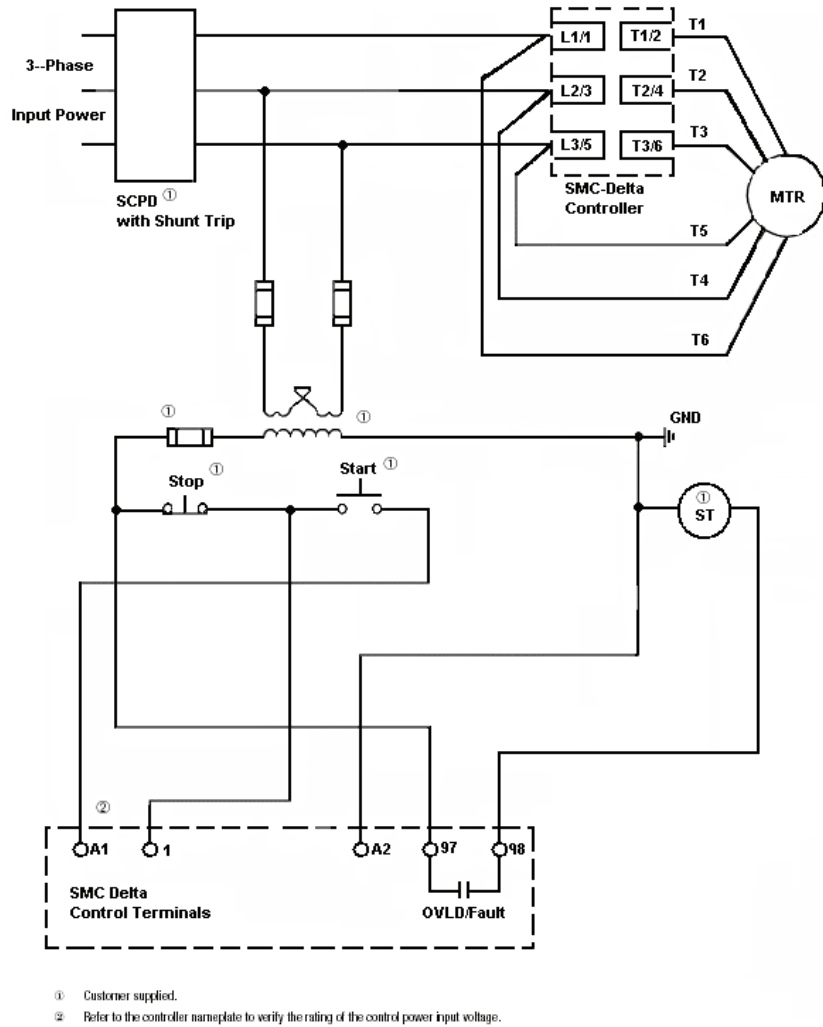 3--Phase
Input Power
SCPD ①
with Shunt Trip
L1/1
T1/2
L2/3
T2/4
L3/5
T3/6
SMC-Delta
Controller
T1
T2
T3
MTR
T5
T4
T6
①
①
GND
Stop ①
Start ①
①
ST
②
A1
1
A2
97
98
SMC Delta
Control Terminals
OVLD/Fault
① Customer supplied.
② Refer to the controller nameplate to verify the rating of the control power input voltage.